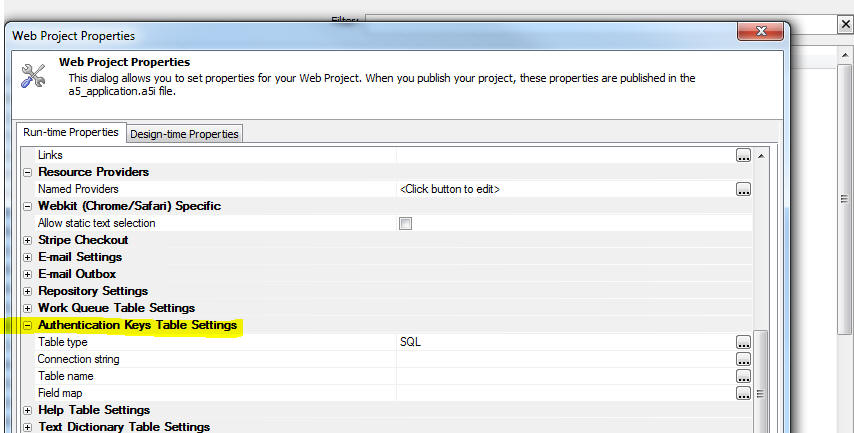 Filter:
Web Project Properties
Web Project Properties
This dialog allows you to set properties for your Web Project. When you publish your project, these properties are published in the
a5_application.a5i file.
Run-time Properties Design-time Properties
Links ...
Resource Providers
Named Providers <Click button to edit> ...
Webkit (Chrome/Safari) Specific
Allow static text selection
Stripe Checkout
E-mail Settings
E-mail Outbox
Repository Settings
Work Queue Table Settings
Authentication Keys Table Settings
Table type SQL ...
Connection string ...
Table name ...
Field map ...
Help Table Settings
Text Dictionary Table Settings